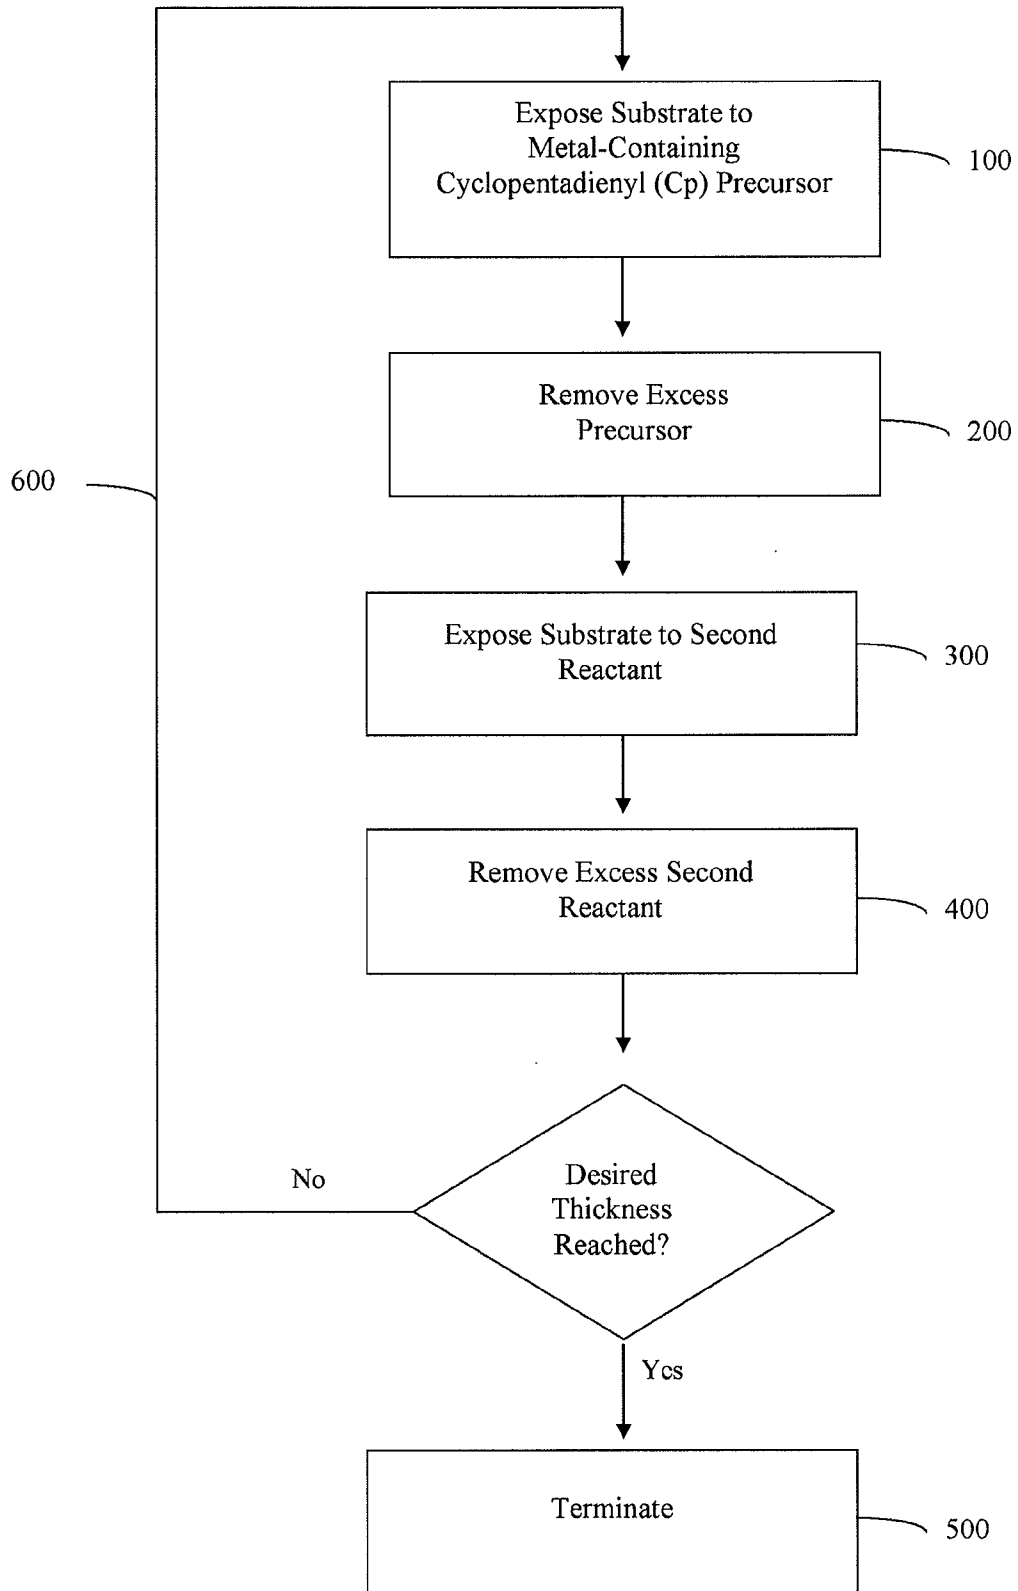 Expose Substrate to
Metal-Containing
Cyclopentadienyl (Cp) Precursor
100
Remove Excess
Precursor
200
600
Expose Substrate to Second
Reactant
300
Remove Excess Second
Reactant
400
No
Desired
Thickness
Reached?
Yes
Terminate
500